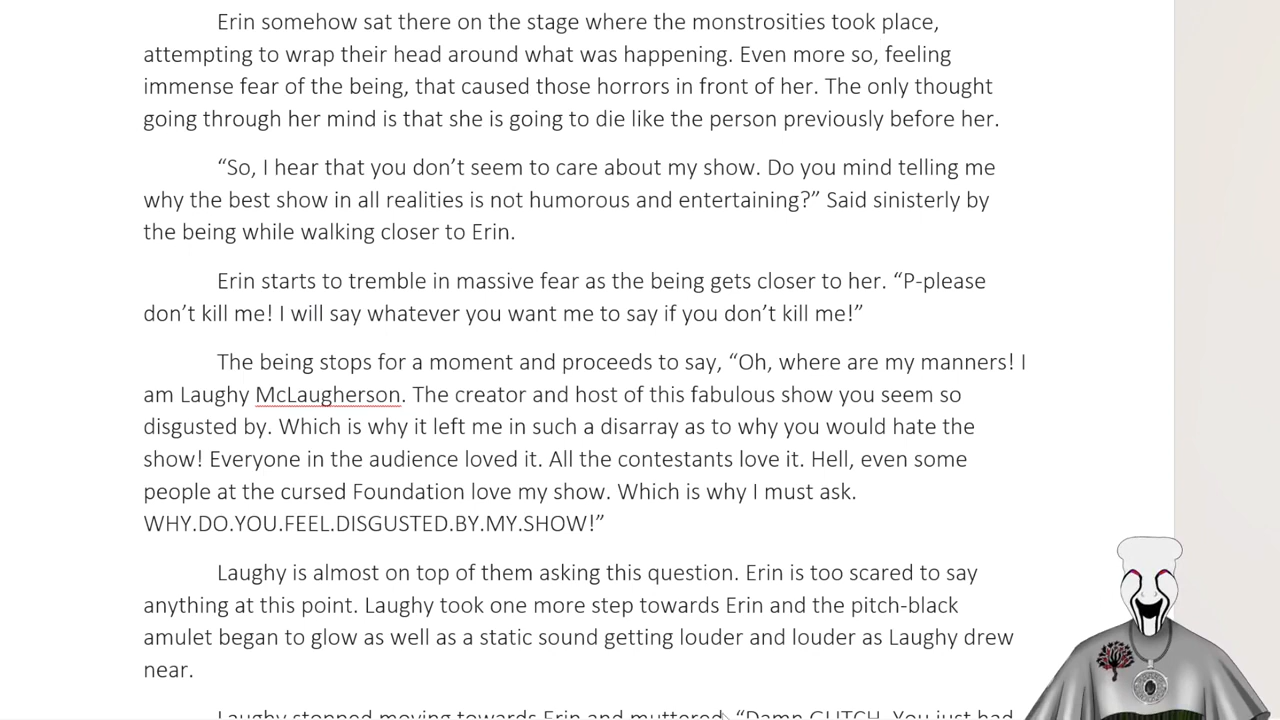 Erin somehow sat there on the stage where the monstrosities took place,
attempting to wrap their head around what was happening. Even more so, feeling
immense fear of the being, that caused those horrors in front of her. The only thought
going through her mind is that she is going to die like the person previously before her.
“So, I hear that you don’t seem to care about my show. Do you mind telling me
why the best show in all realities is not humorous and entertaining?” Said sinisterly by
the being while walking closer to Erin.
Erin starts to tremble in massive fear as the being gets closer to her. “P-please
don’t kill me! I will say whatever you want me to say if you don’t kill me!”
The being stops for a moment and proceeds to say, “Oh, where are my manners! I
am Laughy McLaugherson. The creator and host of this fabulous show you seem so
disgusted by. Which is why it left me in such a disarray as to why you would hate the
show! Everyone in the audience loved it. All the contestants love it. Hell, even some
people at the cursed Foundation love my show. Which is why I must ask.
WHY.DO.YOU.FEEL.DISGUSTED.BY.MY.SHOW!”
Laughy is almost on top of them asking this question. Erin is too scared to say
anything at this point. Laughy took one more step towards Erin and the pitch-black
amulet began to glow as well as a static sound getting louder and louder as Laughy drew
near.
Laughy stopped moving towards Erin and muttered, “Damn GLITCH. You just had